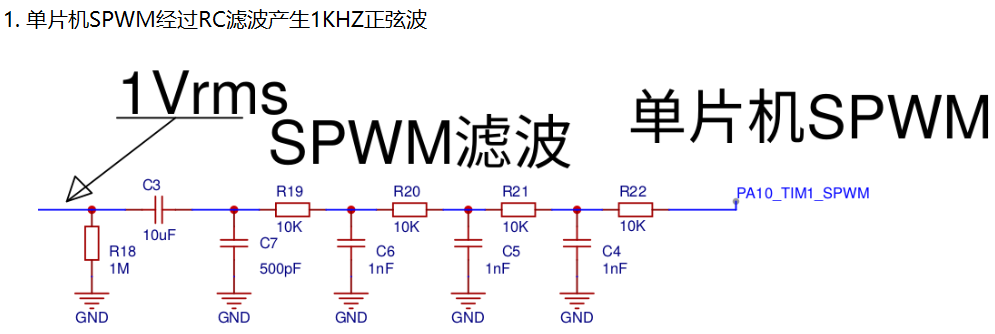 1. 单片机SPWM经过RC滤波产生1KHZ正弦波
1Vrms
SPWM滤波
单片机SPWM
C3
R19
R20
R21
R22
PA10_TIM1_SPWM
10uF
10K
10K
10K
10K
R18
1M
C7
500pF
C6
1nF
C5
1nF
C4
1nF
GND
GND
GND
GND
GND